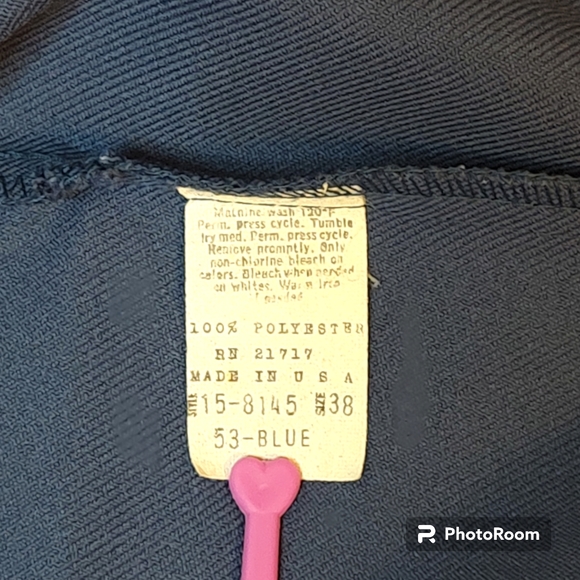 Machine wash 120°F
Perm. press cycle. Tumble
dry med. Perm. press cycle.
Remove promptly. Only
non-chlorine bleach on
colors. Bleach when needed
on whites. Warm iron
100% POLYESTER
RN 21717
MADE IN U S A
STYLE 15-8145 SIZE 38
53-BLUE
PhotoRoom